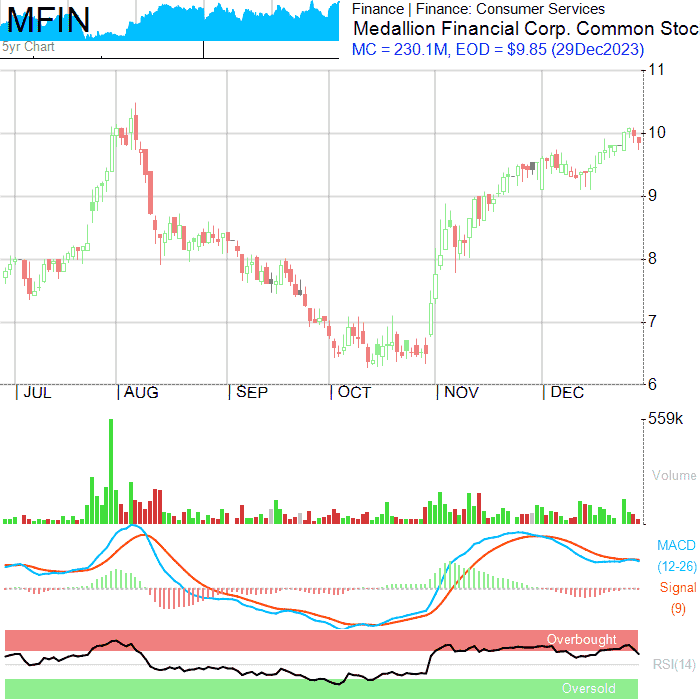 MFIN
5yr Chart
Finance | Finance: Consumer Services
Medallion Financial Corp. Common Stoc
MC = 230.1M, EOD = $9.85 (29Dec2023)
11
10
9
8
7
6
JUL AUG SEP OCT NOV DEC
559k
Volume
MACD
(12-26)
Signal
(9)
Overbought
RSI(14)
Oversold